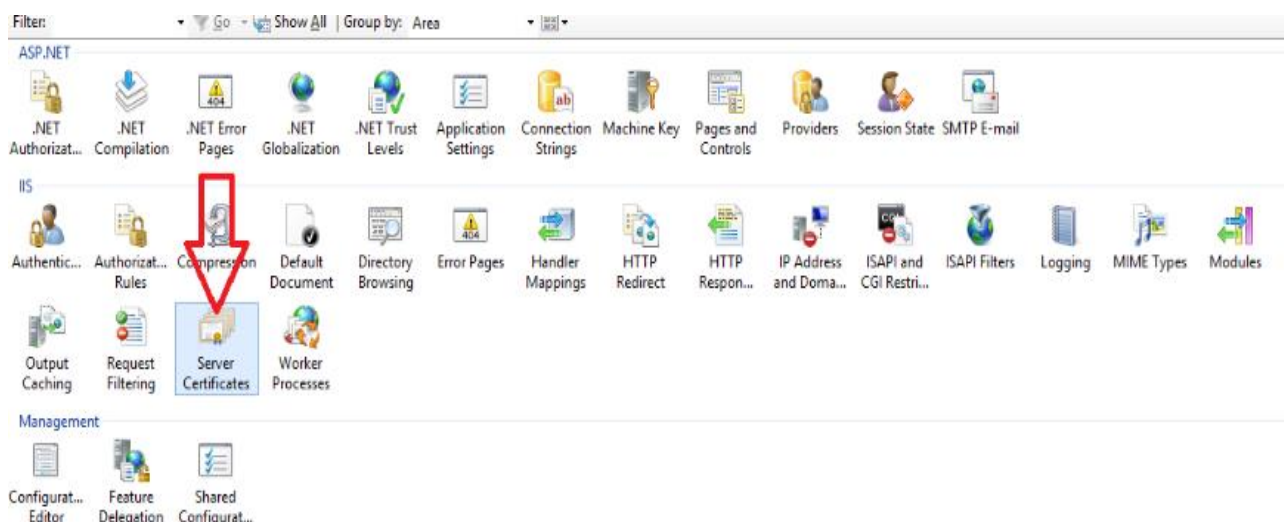 Filter: Go Show All Group by: Area
ASP.NET
.NET Authorizat...
.NET Compilation
.NET Error Pages
.NET Globalization
.NET Trust Levels
Application Settings
Connection Strings
Machine Key
Pages and Controls
Providers
Session State
SMTP E-mail
IIS
Authentic...
Authorizat... Rules
Compression
Default Document
Directory Browsing
Error Pages
Handler Mappings
HTTP Redirect
HTTP Respon...
IP Address and Doma...
ISAPI and CGI Restri...
ISAPI Filters
Logging
MIME Types
Modules
Output Caching
Request Filtering
Server Certificates
Worker Processes
Management
Configurat... Editor
Feature Delegation
Shared Configurat...